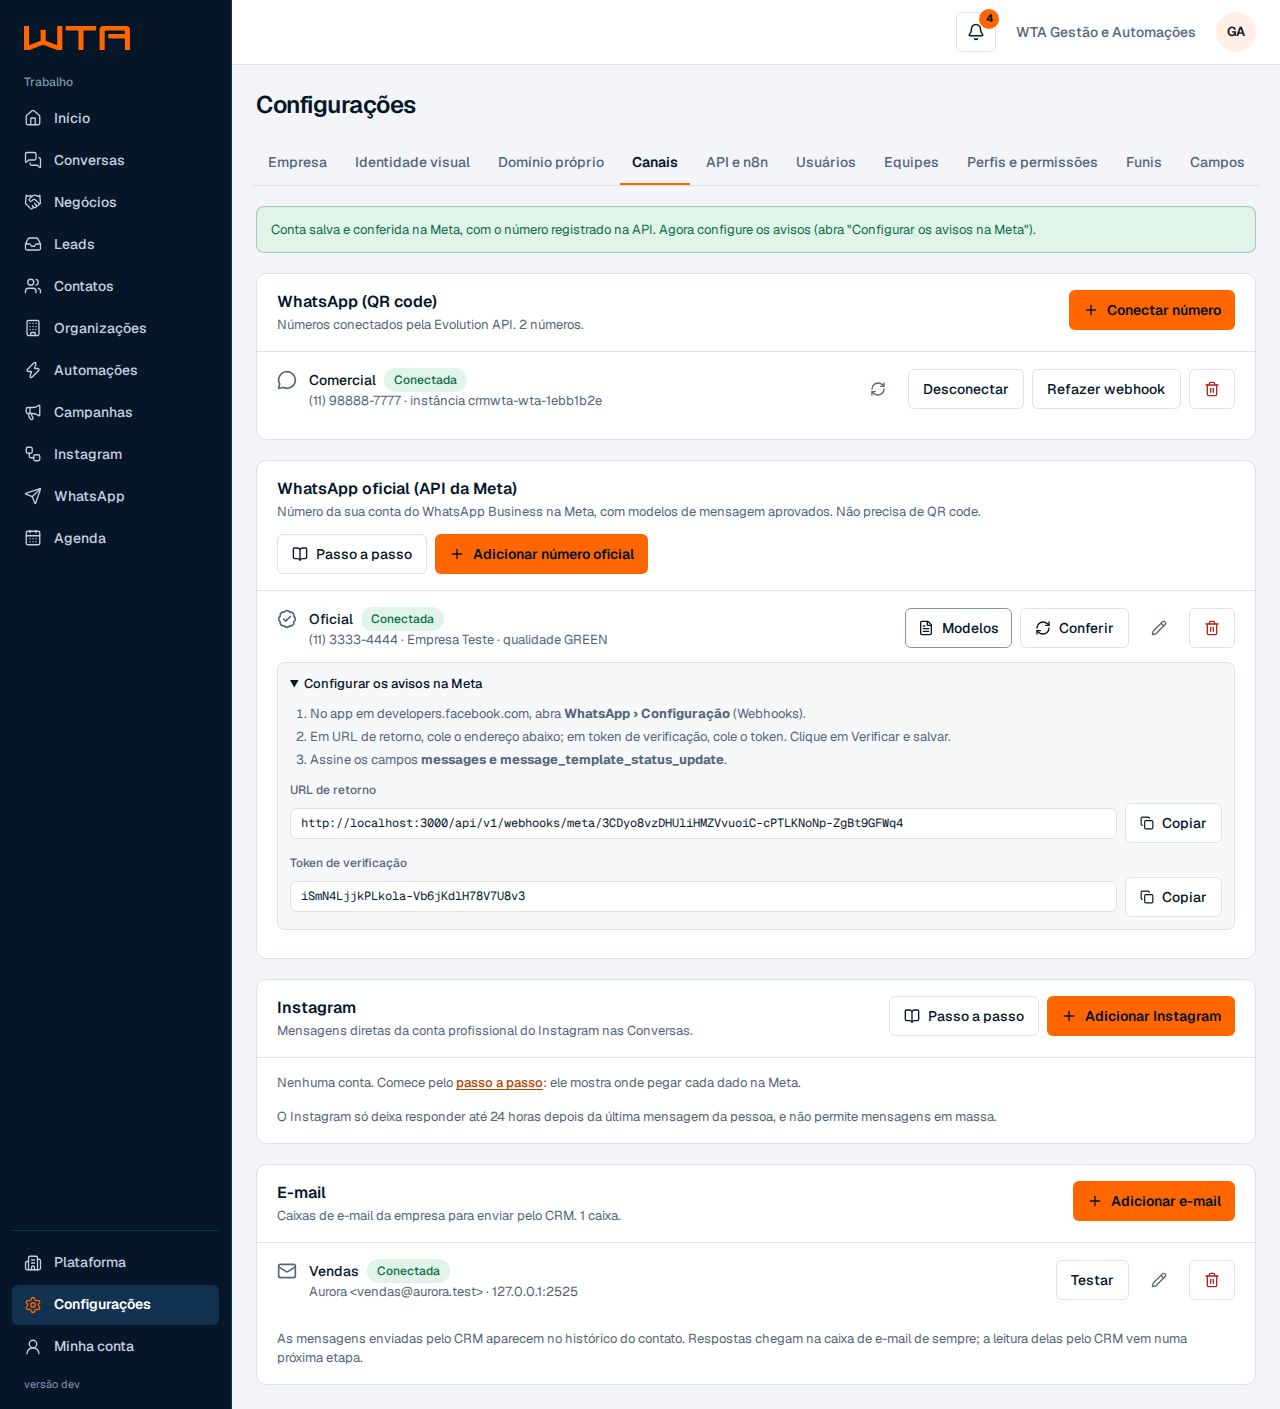 WTA
4
WTA Gestão e Automações
GA
Trabalho
Início
Conversas
Negócios
Leads
Contatos
Organizações
Automações
Campanhas
Instagram
WhatsApp
Agenda
Plataforma
Configurações
Minha conta
versão dev
Configurações
Empresa
Identidade visual
Domínio próprio
Canais
API e n8n
Usuários
Equipes
Perfis e permissões
Funis
Campos
Conta salva e conferida na Meta, com o número registrado na API. Agora configure os avisos (abra "Configurar os avisos na Meta").
WhatsApp (QR code)
Números conectados pela Evolution API. 2 números.
Conectar número
Comercial Conectada
(11) 98888-7777 · instância crmwta-wta-1ebb1b2e
Desconectar
Refazer webhook
WhatsApp oficial (API da Meta)
Número da sua conta do WhatsApp Business na Meta, com modelos de mensagem aprovados. Não precisa de QR code.
Passo a passo
Adicionar número oficial
Oficial Conectada
(11) 3333-4444 · Empresa Teste · qualidade GREEN
Modelos
Conferir
▼ Configurar os avisos na Meta
1. No app em developers.facebook.com, abra WhatsApp › Configuração (Webhooks).
2. Em URL de retorno, cole o endereço abaixo; em token de verificação, cole o token. Clique em Verificar e salvar.
3. Assine os campos messages e message_template_status_update.
URL de retorno
http://localhost:3000/api/v1/webhooks/meta/3CDyo8vzDHUliHMZVvuoiC-cPTLKNoNp-ZgBt9GFWq4
Copiar
Token de verificação
iSmN4LjjkPLkola-Vb6jKdlH78V7U8v3
Copiar
Instagram
Mensagens diretas da conta profissional do Instagram nas Conversas.
Passo a passo
Adicionar Instagram
Nenhuma conta. Comece pelo passo a passo: ele mostra onde pegar cada dado na Meta.
O Instagram só deixa responder até 24 horas depois da última mensagem da pessoa, e não permite mensagens em massa.
E-mail
Caixas de e-mail da empresa para enviar pelo CRM. 1 caixa.
Adicionar e-mail
Vendas Conectada
Aurora <vendas@aurora.test> · 127.0.0.1:2525
Testar
As mensagens enviadas pelo CRM aparecem no histórico do contato. Respostas chegam na caixa de e-mail de sempre; a leitura delas pelo CRM vem numa
próxima etapa.